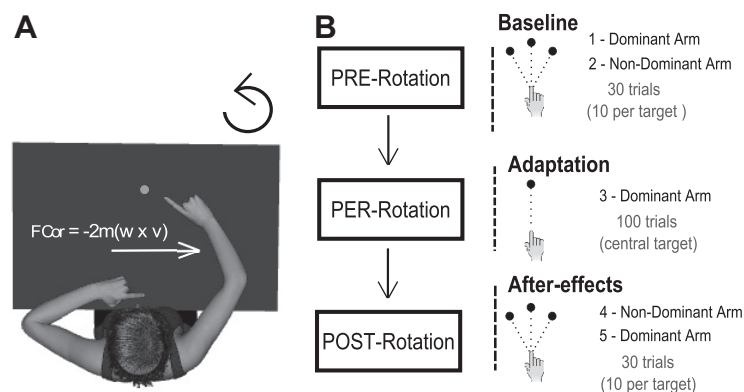 A
FCor = -2m(w x v)
B
PRE-Rotation
PER-Rotation
POST-Rotation
Baseline
1 - Dominant Arm
2 - Non-Dominant Arm
30 trials
(10 per target )
Adaptation
3 - Dominant Arm
100 trials
(central target)
After-effects
4 - Non-Dominant Arm
5 - Dominant Arm
30 trials
(10 per target)